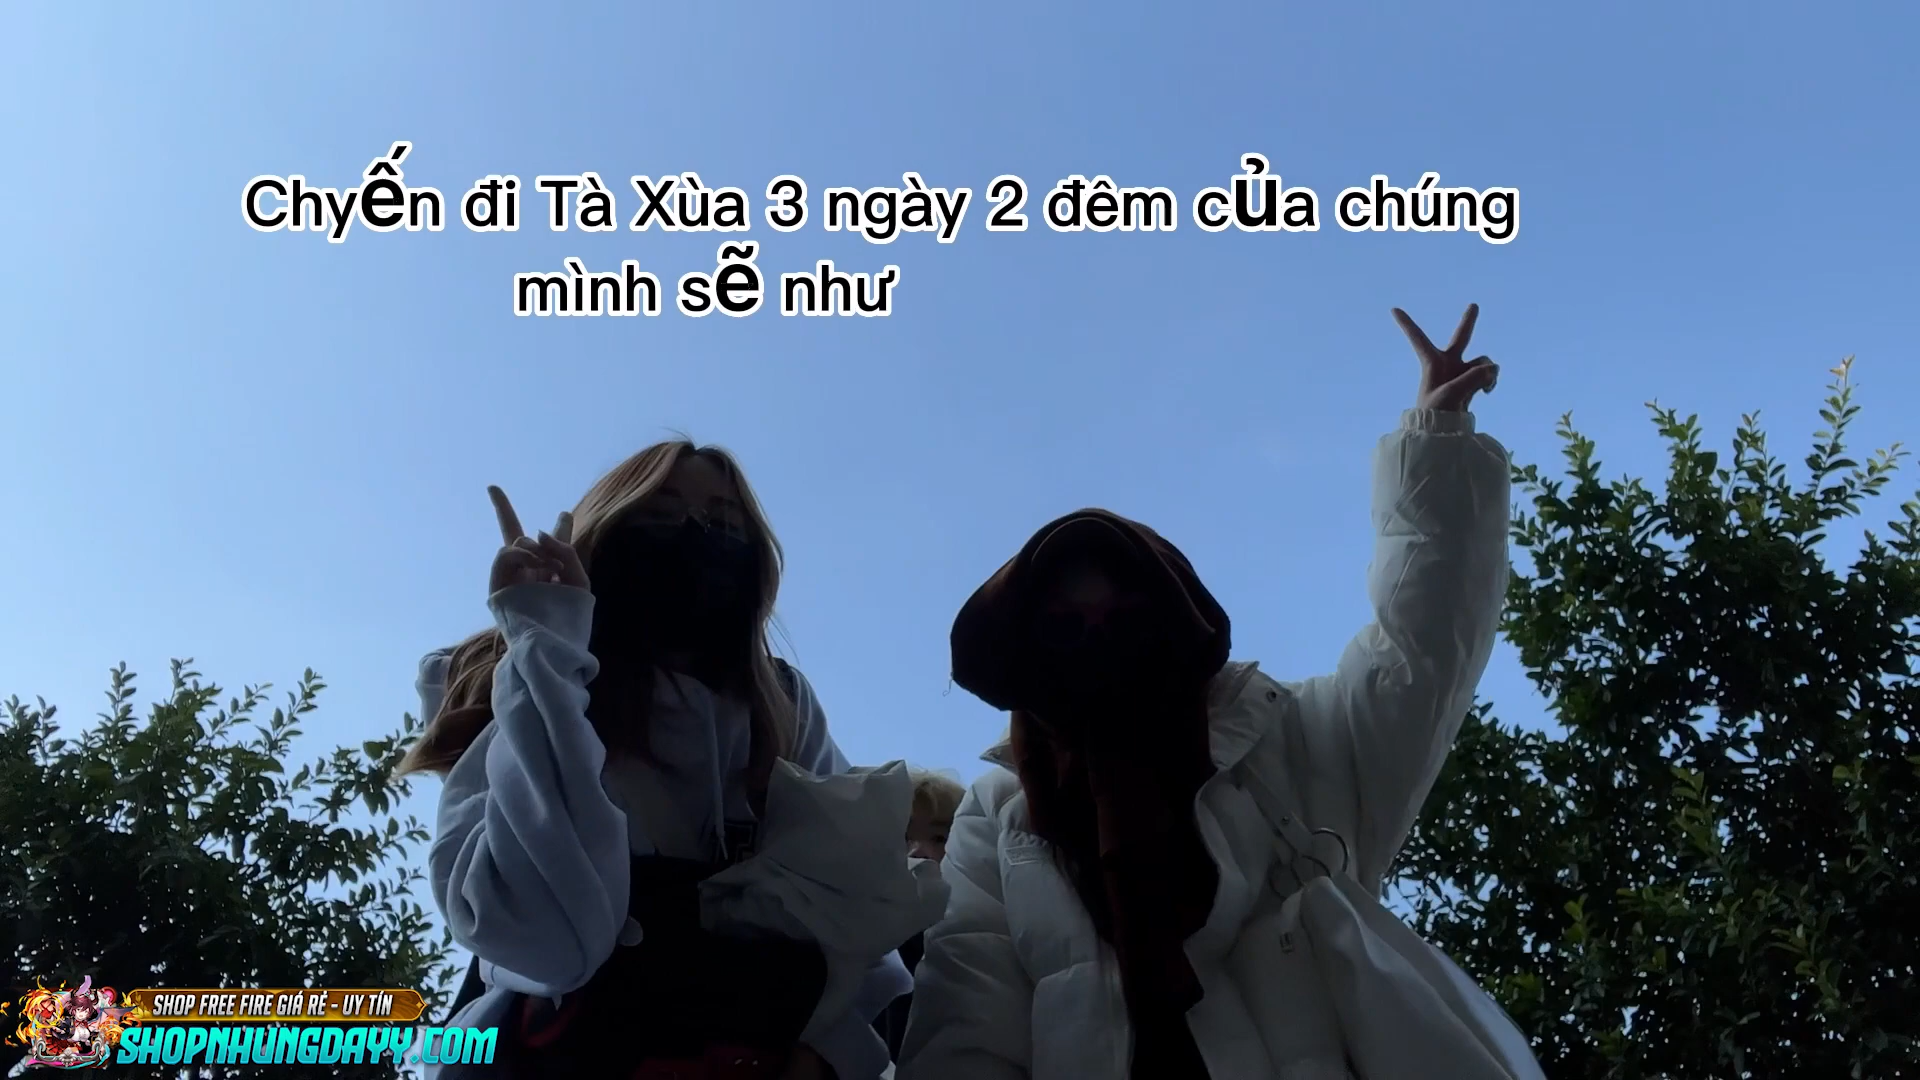 Chyến đi Tà Xùa 3 ngày 2 đêm của chúng
mình sẽ như
SHOP FREE FIRE GIÁ RẺ - UY TÍN
SHOPNHUNGDAYY.COM